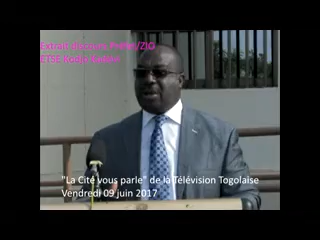 Extrait discours Préfet/ZIO
"La Cité vous parle" de la Télévision Togolaise
Vendredi 09 juin 2017